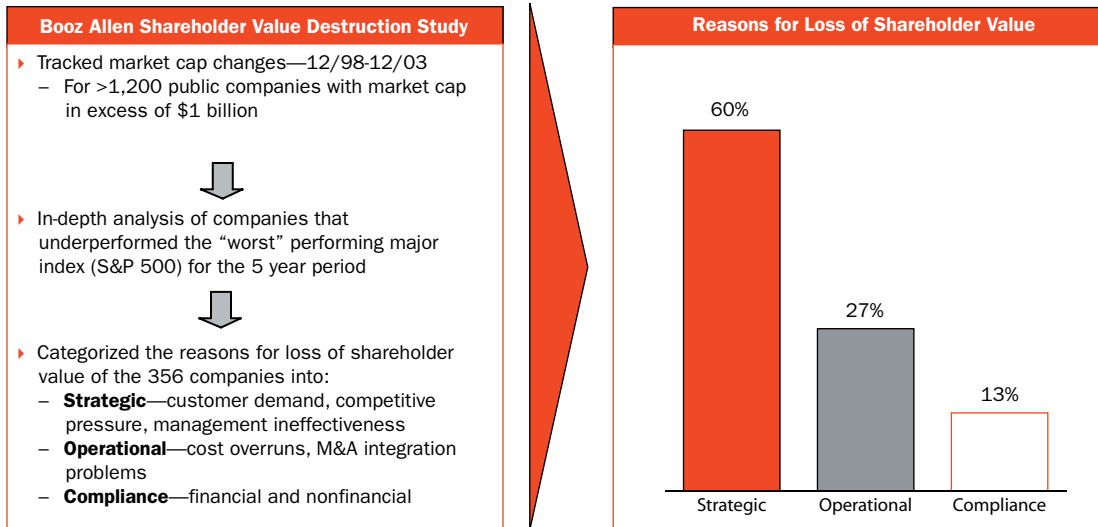 Booz Allen Shareholder Value Destruction Study
Tracked market cap changes—12/98-12/03
– For >1,200 public companies with market cap
in excess of $1 billion
In-depth analysis of companies that
underperformed the “worst” performing major
index (S&P 500) for the 5 year period
Categorized the reasons for loss of shareholder
value of the 356 companies into:
– Strategic—customer demand, competitive
pressure, management ineffectiveness
– Operational—cost overruns, M&A integration
problems
– Compliance—financial and nonfinancial
Reasons for Loss of Shareholder Value
60%
27%
13%
Strategic
Operational
Compliance